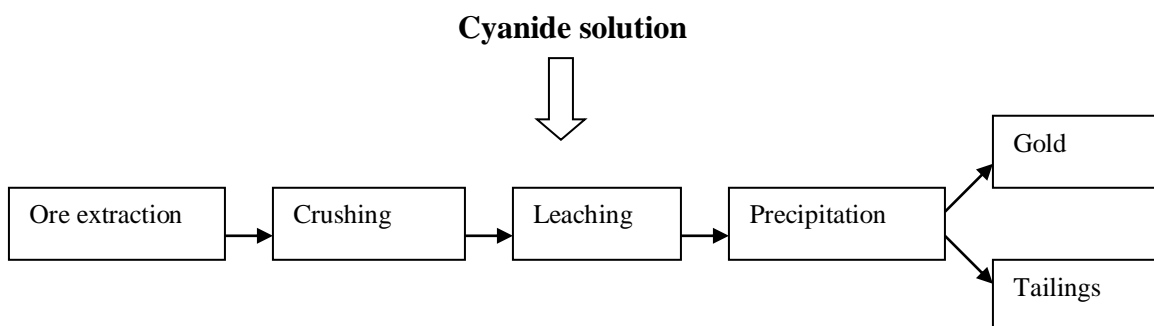 Cyanide solution
Gold
Ore extraction
Crushing
Leaching
Precipitation
Tailings